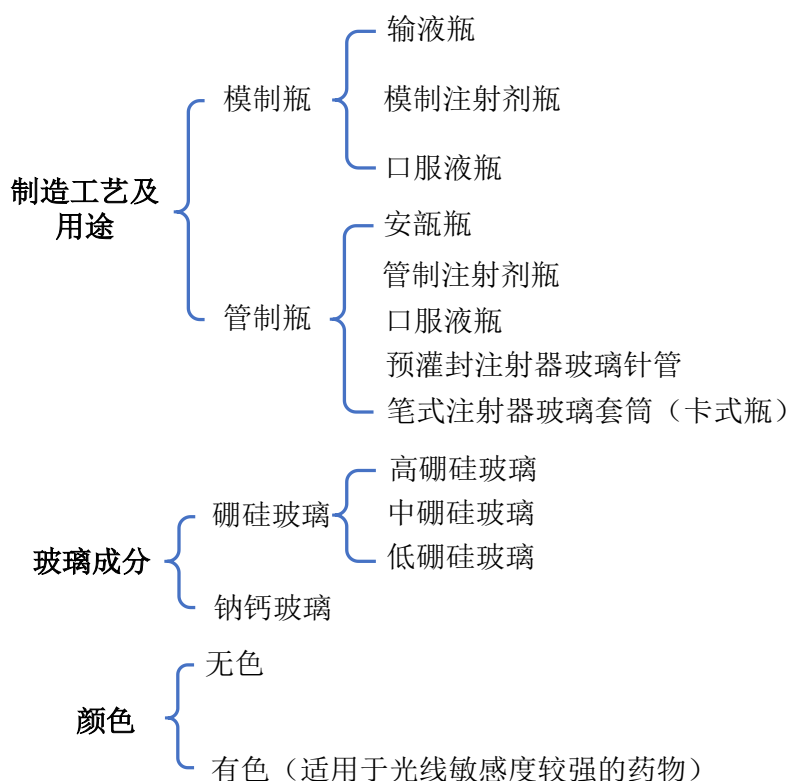 制造工艺及
用途
模制瓶
输液瓶
模制注射剂瓶
口服液瓶
管制瓶
安瓿瓶
管制注射剂瓶
口服液瓶
预灌封注射器玻璃针管
笔式注射器玻璃套筒（卡式瓶）
玻璃成分
硼硅玻璃
高硼硅玻璃
中硼硅玻璃
低硼硅玻璃
钠钙玻璃
颜色
无色
有色（适用于光线敏感度较强的药物）